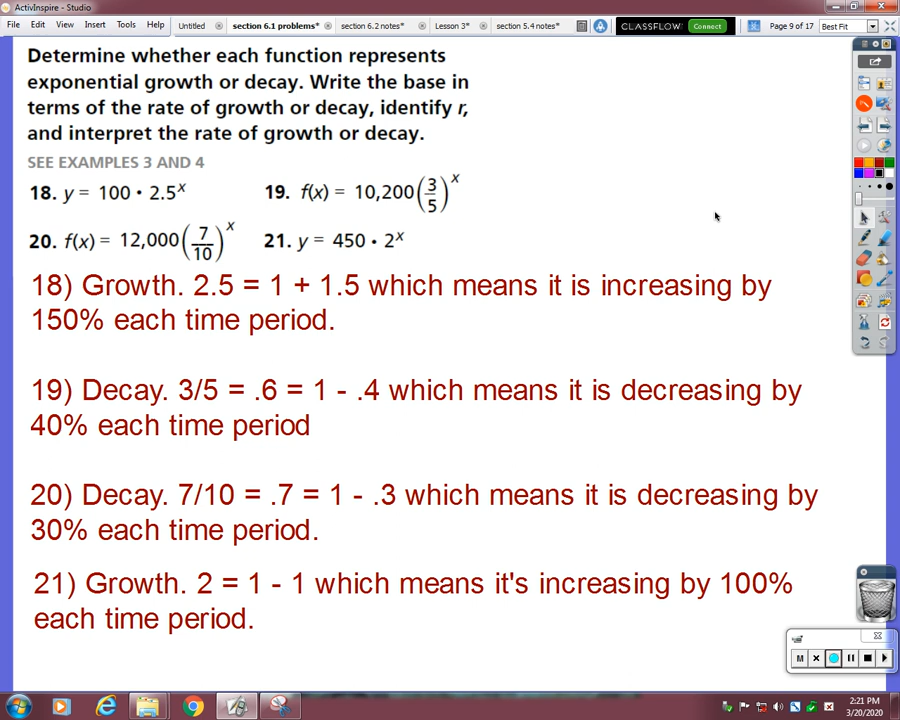 ActivInspire - Studio
File Edit View Insert Tools Help Untitled section 6.1 problems* section 6.2 notes* Lesson 3* section 5.4 notes* CLASSFLOW Connect Page 9 of 17 Best Fit
Determine whether each function represents
exponential growth or decay. Write the base in
terms of the rate of growth or decay, identify r,
and interpret the rate of growth or decay.
SEE EXAMPLES 3 AND 4
18. y = 100 • 2.5^x 19. f(x) = 10,200(3/5)^x
20. f(x) = 12,000(7/10)^x 21. y = 450 • 2^x
18) Growth. 2.5 = 1 + 1.5 which means it is increasing by
150% each time period.
19) Decay. 3/5 = .6 = 1 - .4 which means it is decreasing by
40% each time period
20) Decay. 7/10 = .7 = 1 - .3 which means it is decreasing by
30% each time period.
21) Growth. 2 = 1 - 1 which means it's increasing by 100%
each time period.
M
2:21 PM
3/20/2020